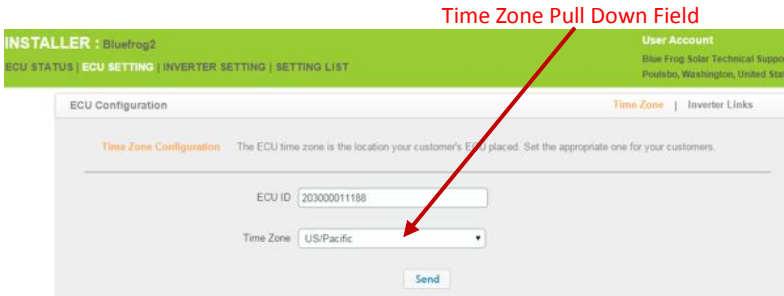 Time Zone Pull Down Field
INSTALLER : Bluefrog2
User Account
ECU STATUS | ECU SETTING | INVERTER SETTING | SETTING LIST
Blue Frog Solar Technical Suppo
Poulsbo, Washington, United Stat
ECU Configuration
Time Zone | Inverter Links
Time Zone Configuration The ECU time zone is the location your customer's ECU placed. Set the appropriate one for your customers.
ECU ID 203000011188
Time Zone US/Pacific
Send